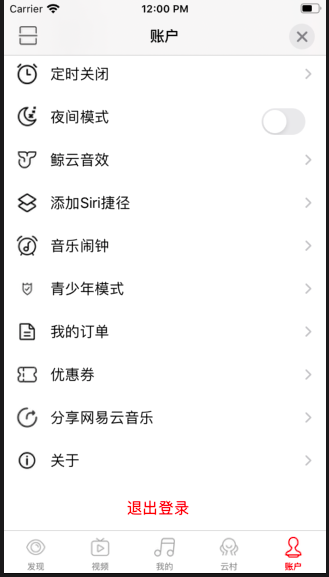 Carrier 12:00 PM
账户
定时关闭
夜间模式
鲸云音效
添加Siri捷径
音乐闹钟
青少年模式
我的订单
优惠券
分享网易云音乐
关于
退出登录
发现 视频 我的 云村 账户